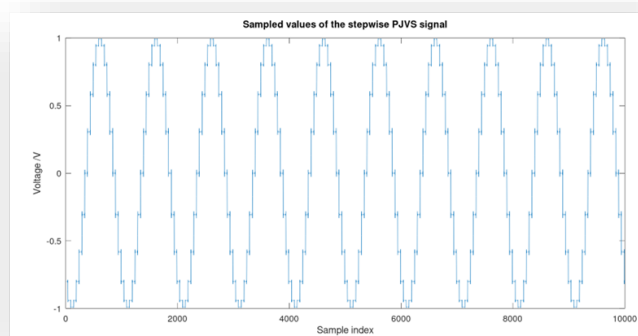 Sampled values of the stepwise PJVS signal
1
0.5
0
-0.5
-1
Voltage /V
0 2000 4000 6000 8000 10000
Sample index